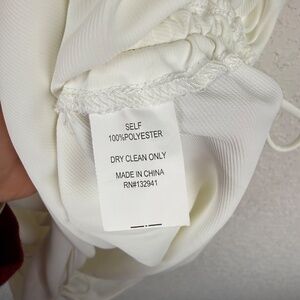 SELF
100%POLYESTER
DRY CLEAN ONLY
MADE IN CHINA
RN#132941